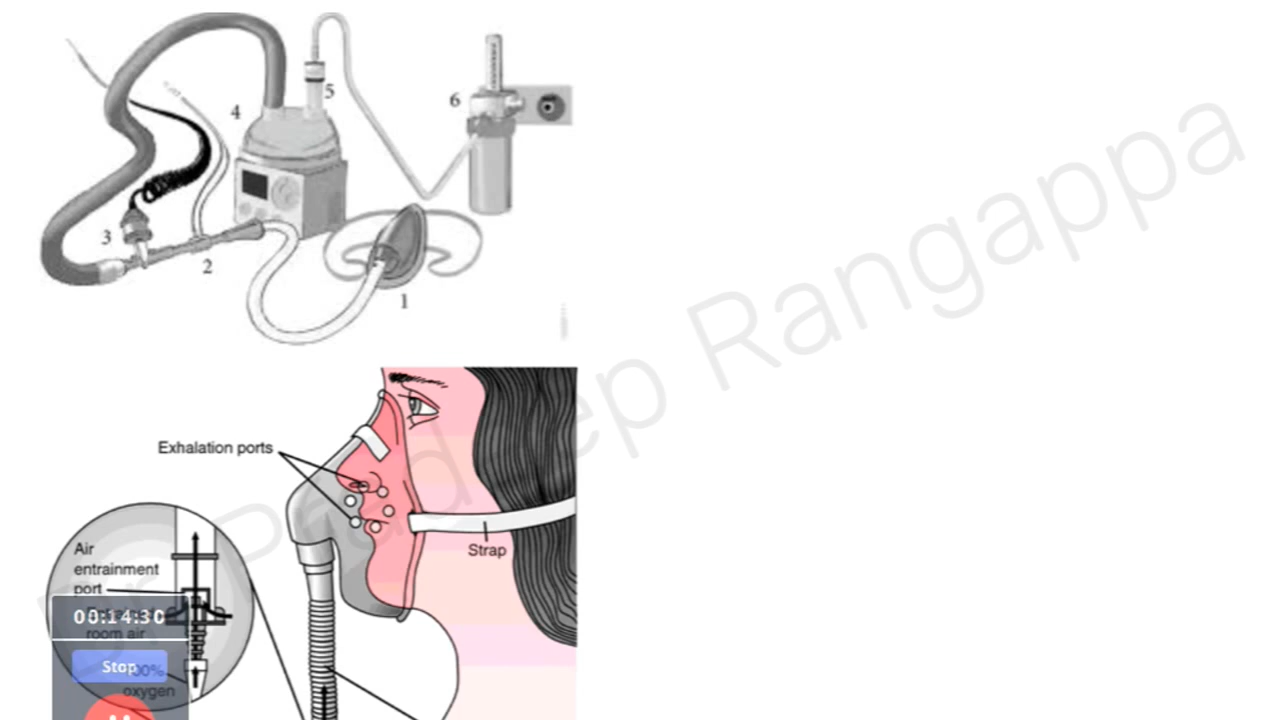 4
5
6
3
2
1
Exhalation ports
Strap
Air
entrainment
port
00:14:30
room air
Stop
oxygen
Rangappa